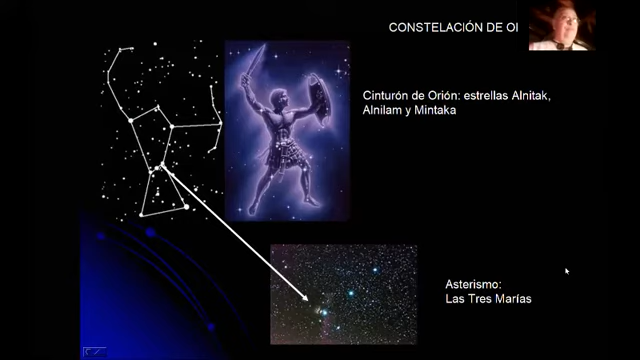 CONSTELACIÓN DE OI
Cinturón de Orión: estrellas Alnitak,
Alnilam y Mintaka
Asterismo:
Las Tres Marías